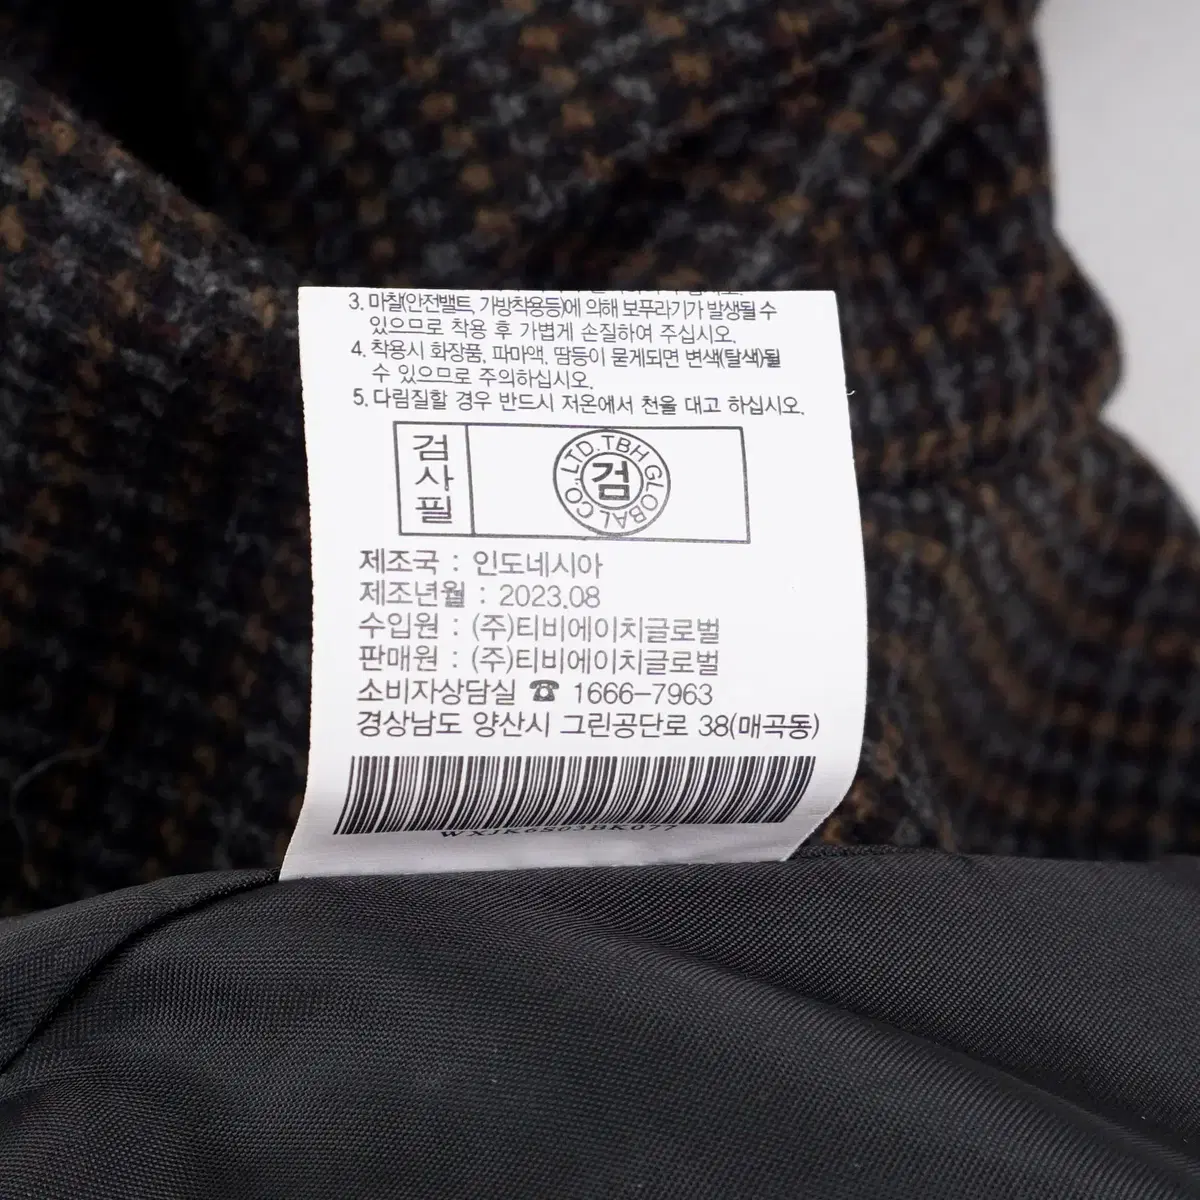 3. 마찰(안전밸트, 가방착용등)에 의해 보푸라기가 발생될 수
있으므로 착용 후 가볍게 손질하여 주십시오.
4. 착용시 화장품, 파마액, 땀등이 묻게되면 변색(탈색)될
수 있으므로 주의하십시오.
5. 다림질할 경우 반드시 저온에서 천을 대고 하십시오.
검사필
CO.,LTD.TBH GLOBAL
검
제조국 : 인도네시아
제조년월 : 2023.08
수입원 : (주)티비에이치글로벌
판매원 : (주)티비에이치글로벌
소비자상담실 ☎ 1666-7963
경상남도 양산시 그린공단로 38(매곡동)
WXJK6S03BK077